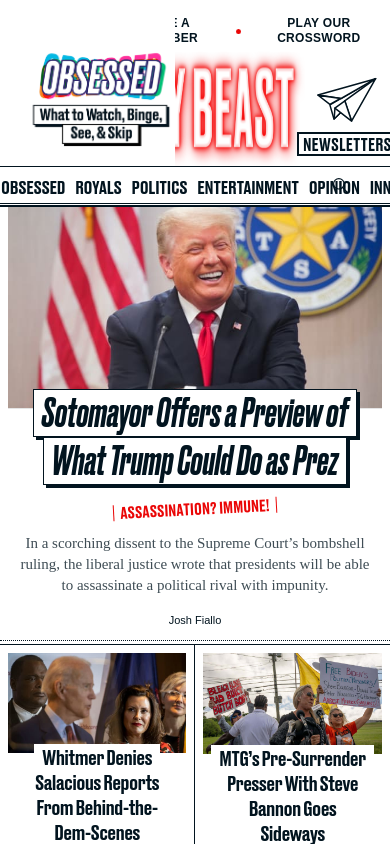 E A
BER
PLAY OUR
CROSSWORD
OBSESSED
What to Watch, Binge,
See, & Skip
Y BEAST
NEWSLETTERS
OBSESSED ROYALS POLITICS ENTERTAINMENT OPINION INN
SAFETY
T A S
Sotomayor Offers a Preview of
What Trump Could Do as Prez
ASSASSINATION? IMMUNE!
In a scorching dissent to the Supreme Court’s bombshell
ruling, the liberal justice wrote that presidents will be able
to assassinate a political rival with impunity.
Josh Fiallo
FREE BIDEN'S
Whitmer Denies
Salacious Reports
From Behind-the-
Dem-Scenes
MTG’s Pre-Surrender
Presser With Steve
Bannon Goes
Sideways